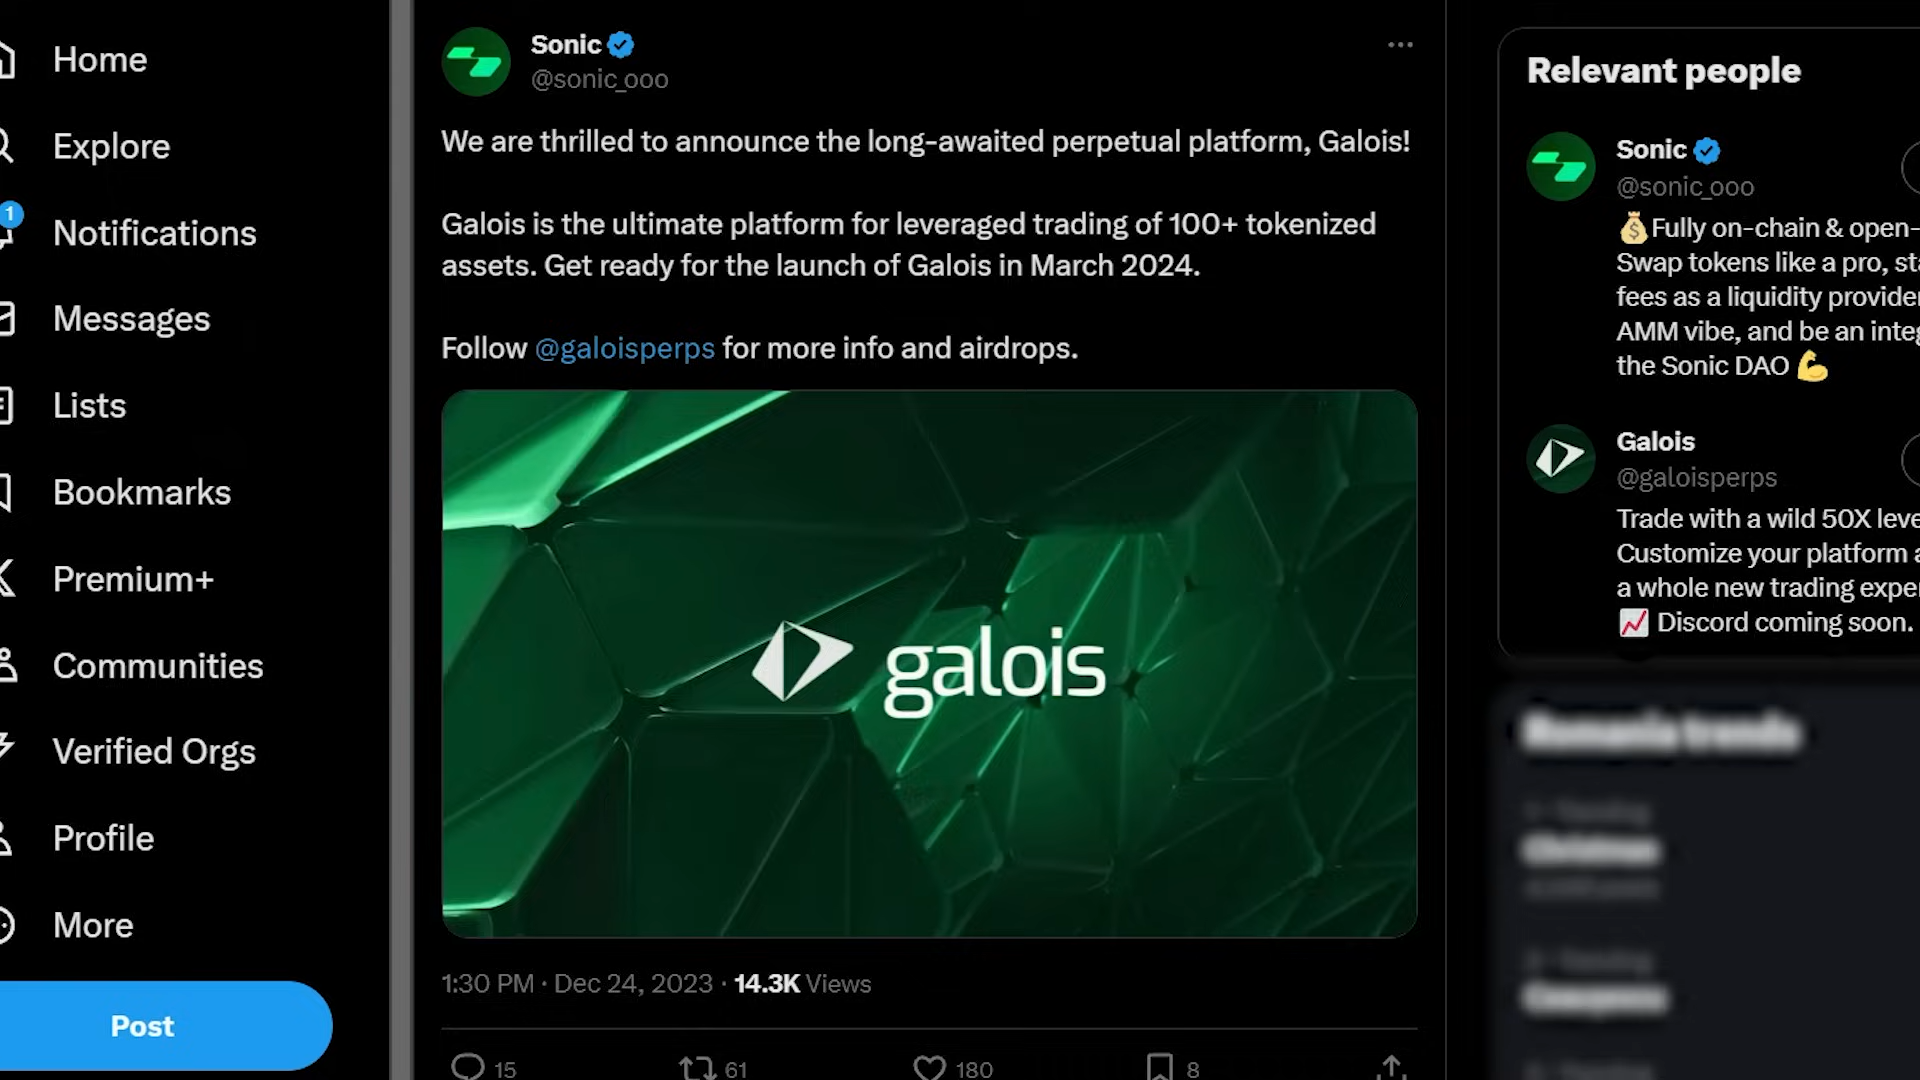 Home
Explore
1
Notifications
Messages
Lists
Bookmarks
Premium+
Communities
Verified Orgs
Profile
More
Post
Sonic
@sonic_ooo
We are thrilled to announce the long-awaited perpetual platform, Galois!
Galois is the ultimate platform for leveraged trading of 100+ tokenized
assets. Get ready for the launch of Galois in March 2024.
Follow @galoisperps for more info and airdrops.
galois
1:30 PM · Dec 24, 2023 · 14.3K Views
15 61 180 8
Relevant people
Sonic
@sonic_ooo
💰Fully on-chain & open-
Swap tokens like a pro,
fees as a liquidity
AMM vibe, and be an
the Sonic DAO 💪
Galois
@galoisperps
Trade with a wild 50X
Customize your platform
a whole new trading
📈 Discord coming soon.
Romania trends
Christmas